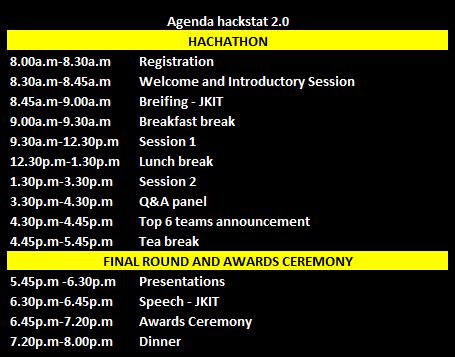 Agenda hackstat 2.0
HACHATHON
8.00a.m-8.30a.m Registration
8.30a.m-8.45a.m Welcome and Introductory Session
8.45a.m-9.00a.m Breifing - JKIT
9.00a.m-9.30a.m Breakfast break
9.30a.m-12.30p.m Session 1
12.30p.m-1.30p.m Lunch break
1.30p.m-3.30p.m Session 2
3.30p.m-4.30p.m Q&A panel
4.30p.m-4.45p.m Top 6 teams announcement
4.45p.m-5.45p.m Tea break
FINAL ROUND AND AWARDS CEREMONY
5.45p.m -6.30p.m Presentations
6.30p.m-6.45p.m Speech - JKIT
6.45p.m-7.20p.m Awards Ceremony
7.20p.m-8.00p.m Dinner